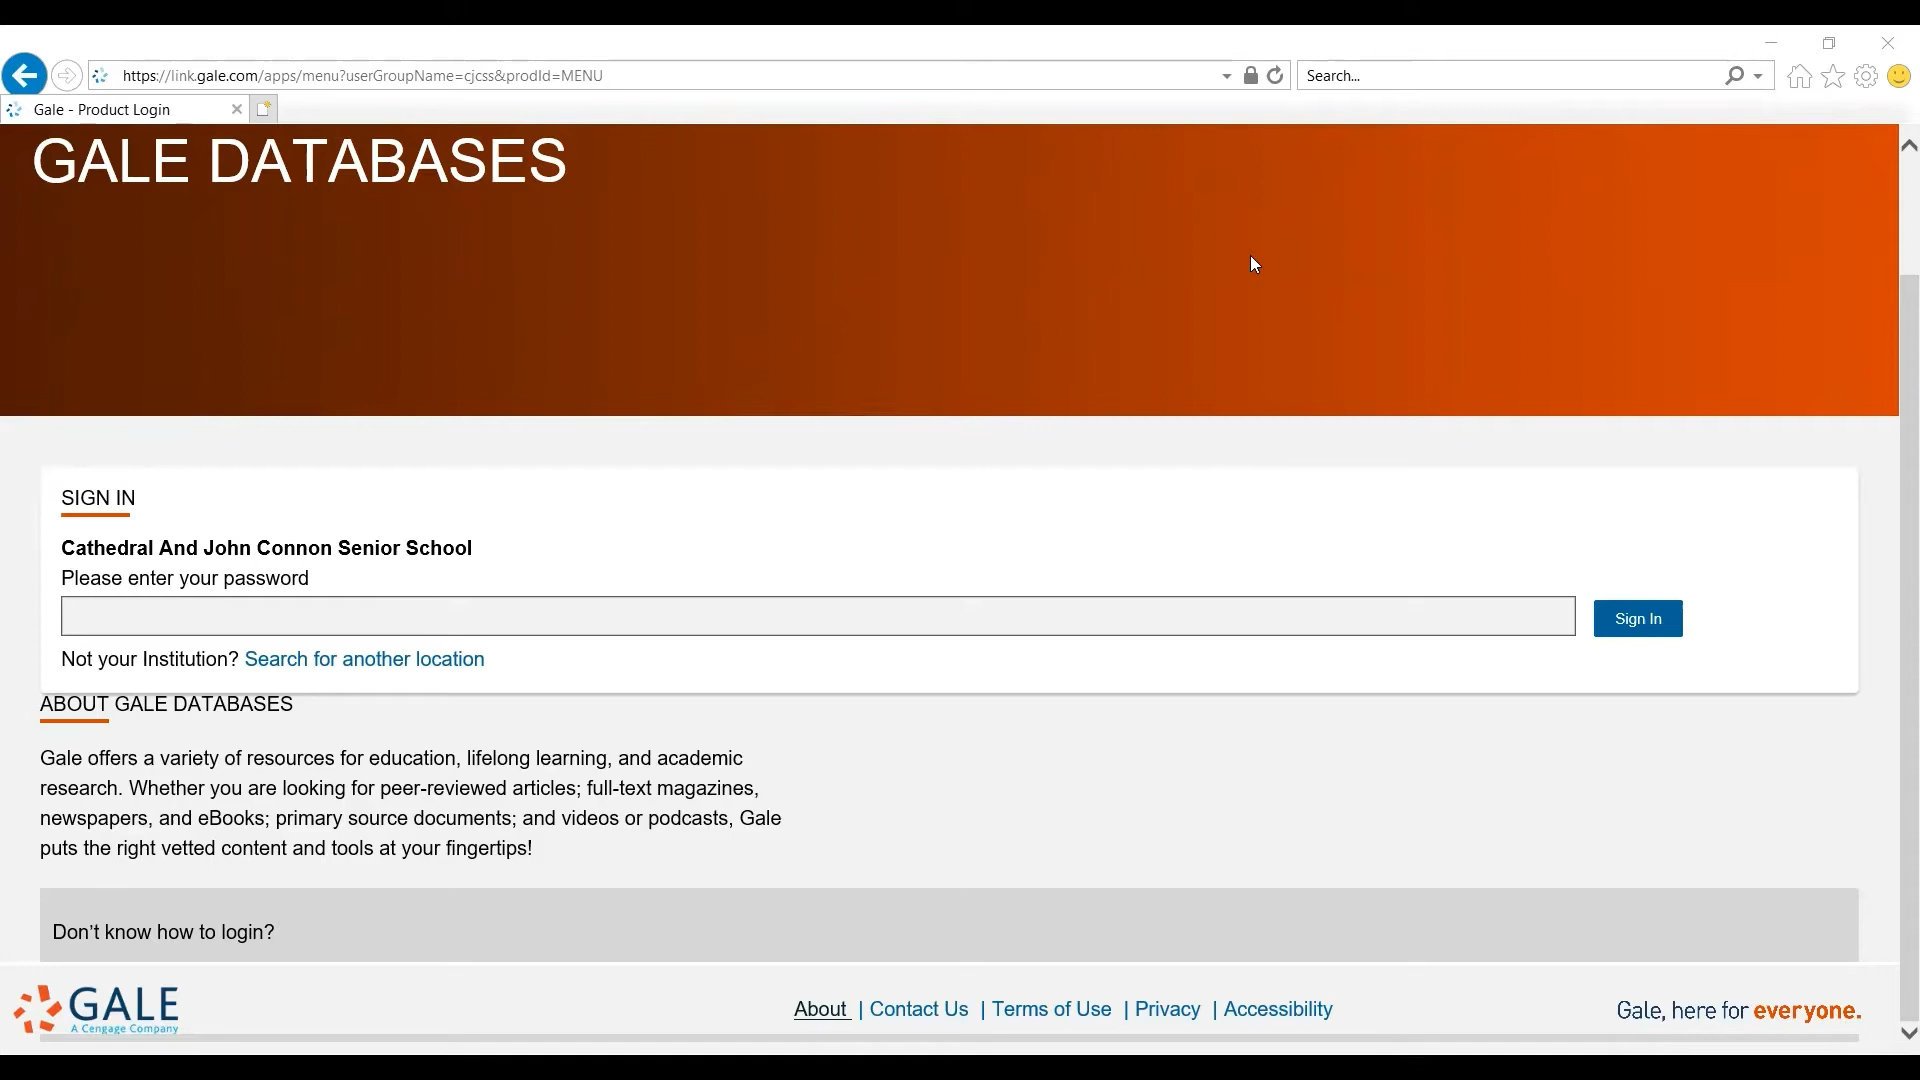 https://link.gale.com/apps/menu?userGroupName=cjcss&prodId=MENU
Search...
Gale - Product Login
GALE DATABASES
SIGN IN
Cathedral And John Connon Senior School
Please enter your password
Sign In
Not your Institution? Search for another location
ABOUT GALE DATABASES
Gale offers a variety of resources for education, lifelong learning, and academic
research. Whether you are looking for peer-reviewed articles; full-text magazines,
newspapers, and eBooks; primary source documents; and videos or podcasts, Gale
puts the right vetted content and tools at your fingertips!
Don’t know how to login?
GALE
A Cengage Company
About | Contact Us | Terms of Use | Privacy | Accessibility
Gale, here for everyone.